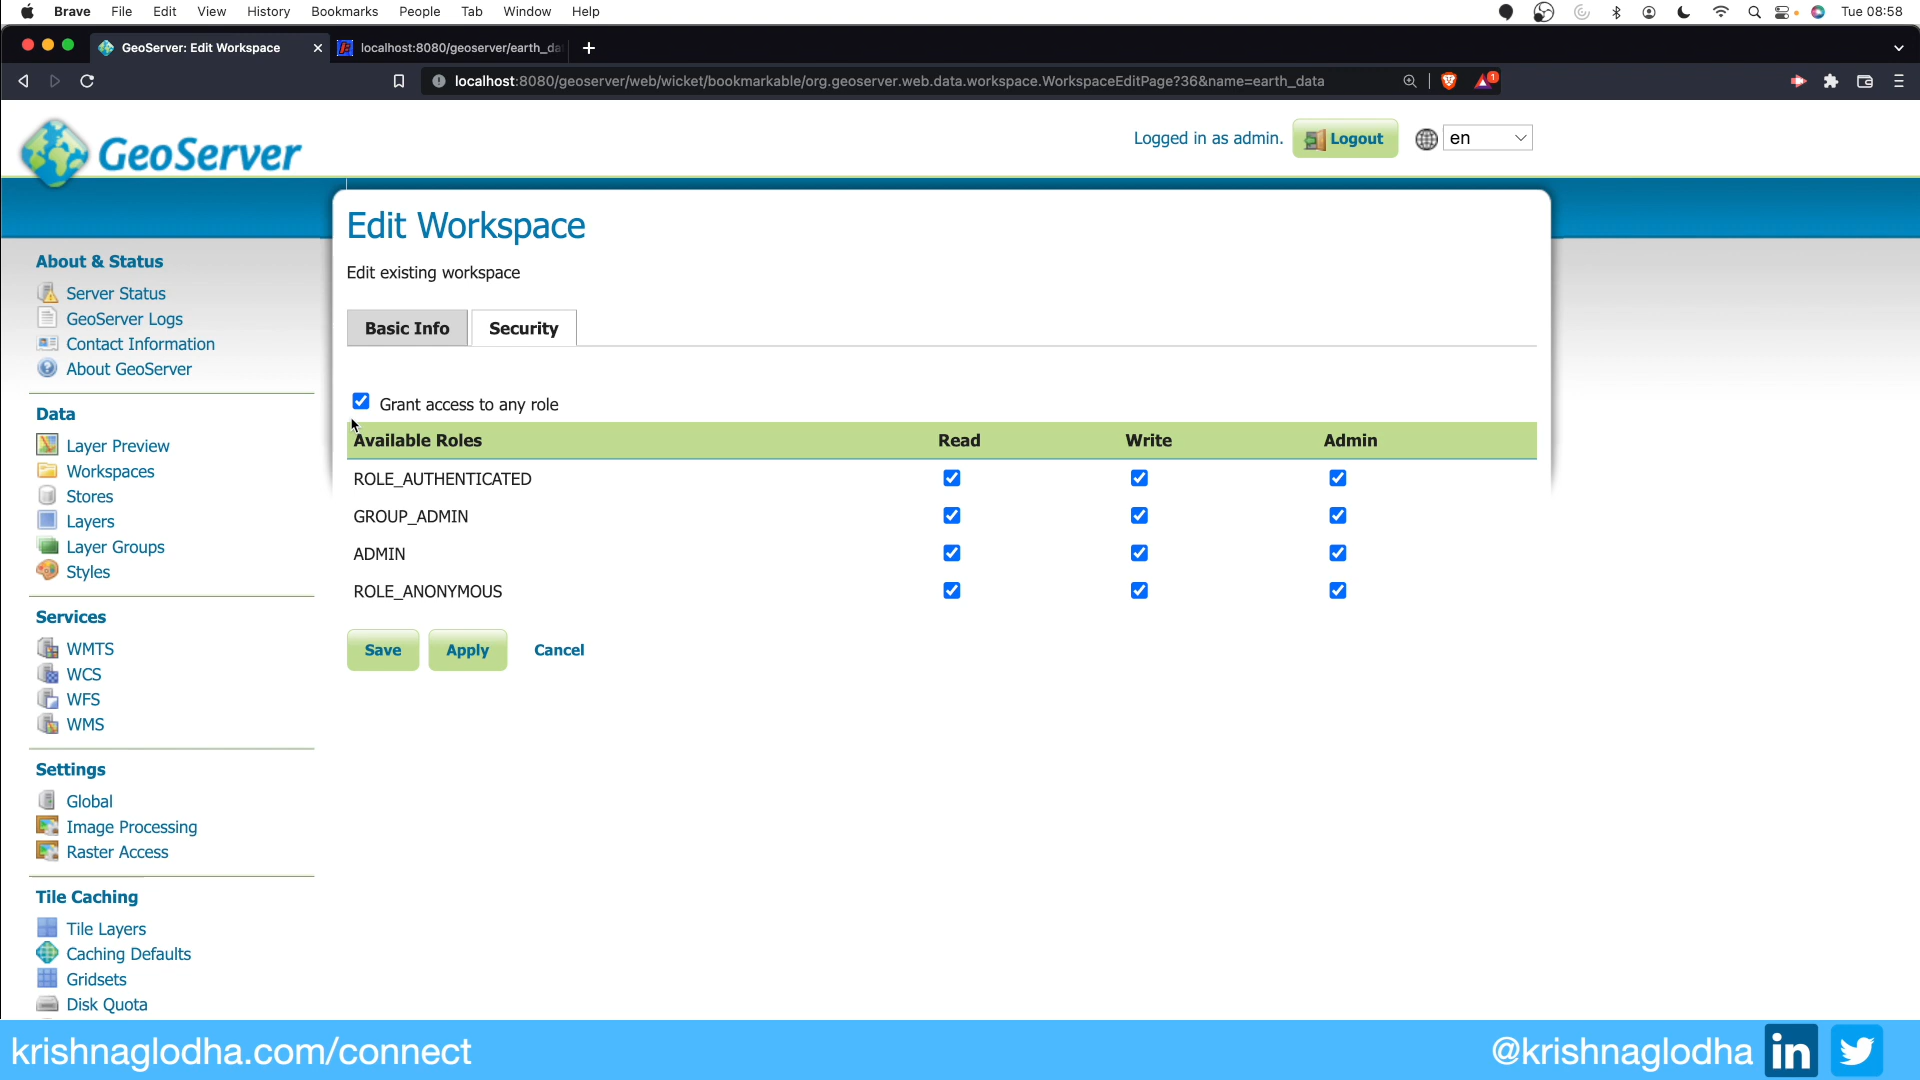 Brave File Edit View History Bookmarks People Tab Window Help Tue 08:58
GeoServer: Edit Workspace localhost:8080/geoserver/earth_da
localhost:8080/geoserver/web/wicket/bookmarkable/org.geoserver.web.data.workspace.WorkspaceEditPage?36&name=earth_data 1
GeoServer
Logged in as admin. Logout en
Edit Workspace
Edit existing workspace
Basic Info Security
Grant access to any role
Available Roles Read Write Admin
ROLE_AUTHENTICATED
GROUP_ADMIN
ADMIN
ROLE_ANONYMOUS
Save Apply Cancel
About & Status
Server Status
GeoServer Logs
Contact Information
About GeoServer
Data
Layer Preview
Workspaces
Stores
Layers
Layer Groups
Styles
Services
WMTS
WCS
WFS
WMS
Settings
Global
Image Processing
Raster Access
Tile Caching
Tile Layers
Caching Defaults
Gridsets
Disk Quota
krishnaglodha.com/connect @krishnaglodha in